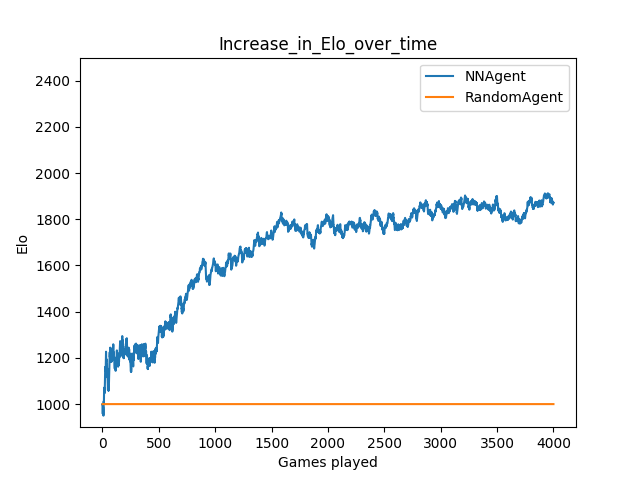 Increase_in_Elo_over_time
NNAgent
RandomAgent
2400
2200
2000
1800
1600
1400
1200
1000
Elo
0 500 1000 1500 2000 2500 3000 3500 4000
Games played